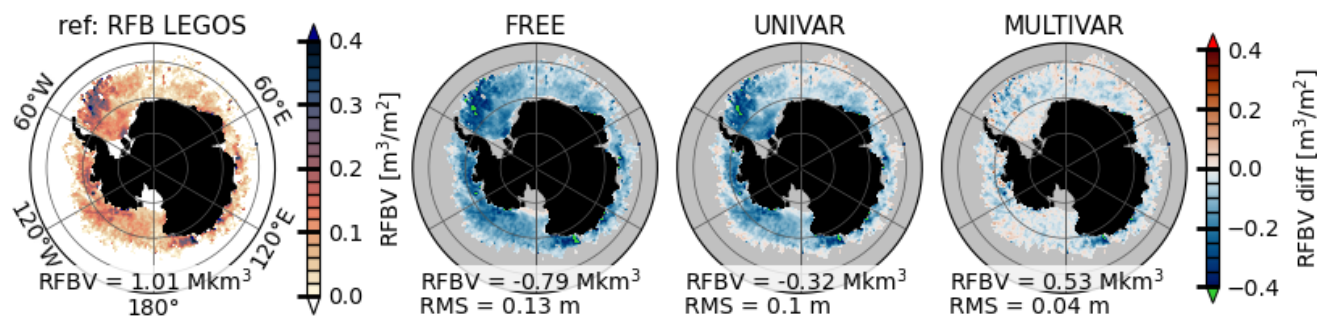 ref: RFB LEGOS
60°W
60°E
120°W
120°E
180°
RFBV = 1.01 Mkm³
0.4
0.3
0.2
0.1
0.0
RFBV [m³/m²]
FREE
RFBV = -0.79 Mkm³
RMS = 0.13 m
UNIVAR
RFBV = -0.32 Mkm³
RMS = 0.1 m
MULTIVAR
RFBV = 0.53 Mkm³
RMS = 0.04 m
0.4
0.2
0.0
−0.2
−0.4
RFBV diff [m³/m²]